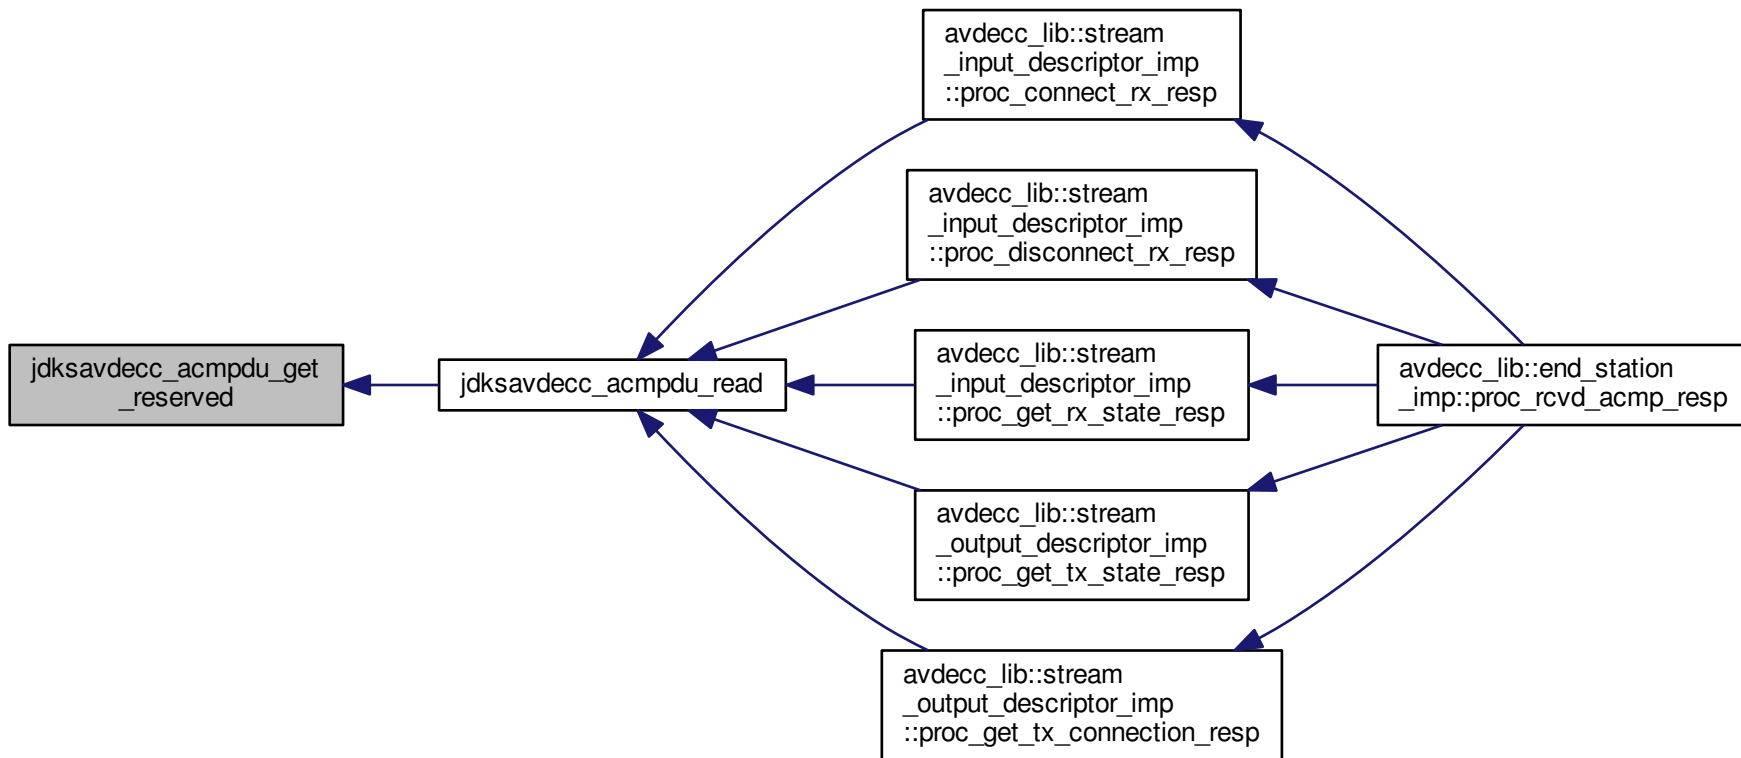 avdecc_lib::stream
_input_descriptor_imp
::proc_connect_rx_resp
avdecc_lib::stream
_input_descriptor_imp
::proc_disconnect_rx_resp
jdksavdecc_acmpdu_get
_reserved
jdksavdecc_acmpdu_read
avdecc_lib::stream
_input_descriptor_imp
::proc_get_rx_state_resp
avdecc_lib::end_station
_imp::proc_rcvd_acmp_resp
avdecc_lib::stream
_output_descriptor_imp
::proc_get_tx_state_resp
avdecc_lib::stream
_output_descriptor_imp
::proc_get_tx_connection_resp